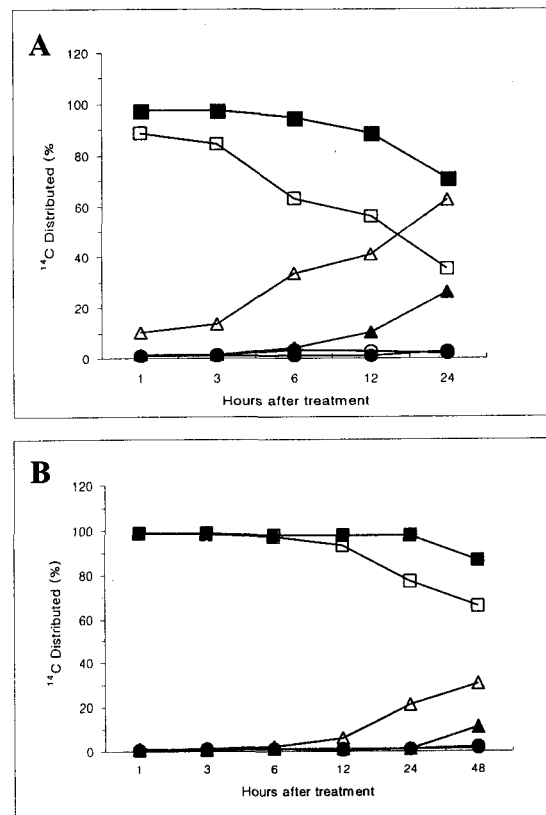 A
120
100
80
60
40
20
0
¹⁴C Distributed (%
1 3 6 12 24
Hours after treatment
B
120
100
80
60
40
20
0
¹⁴C Distributed (%)
1 3 6 12 24 48
Hours after treatment